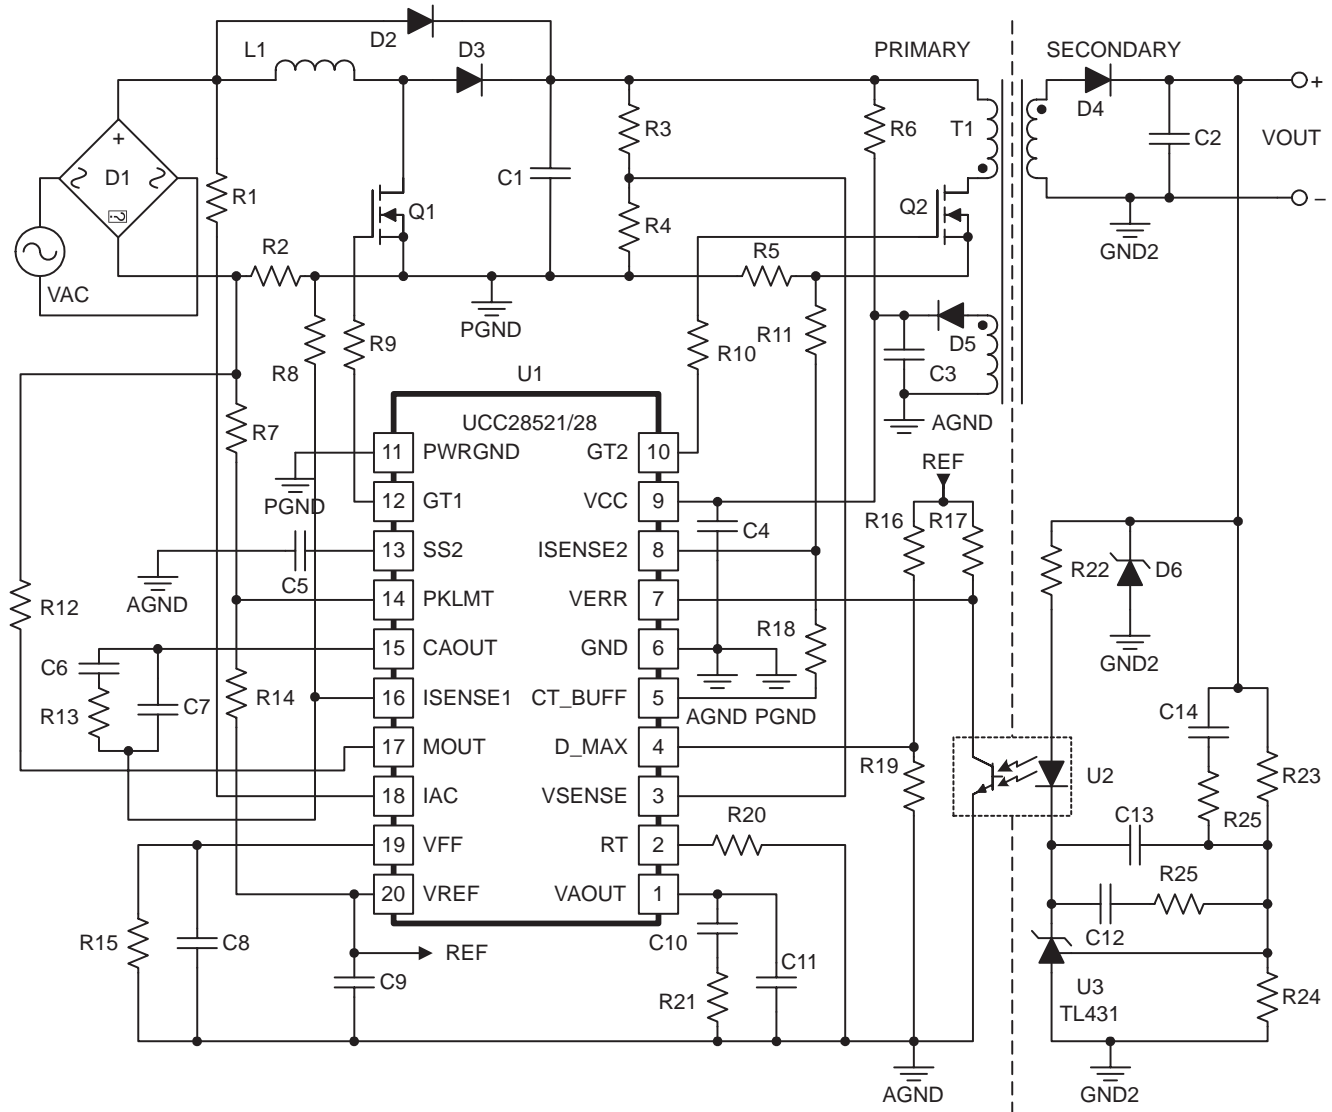 D2
L1
D3
PRIMARY
SECONDARY
+
D4
R3
R6
T1
C2
VOUT
+
D1
R1
C1
Q1
R4
Q2
−
R2
R5
GND2
VAC
PGND
R9
R8
R10
R11
D5
C3
U1
AGND
UCC28521/28
R7
11
PWRGND
GT2
10
REF
PGND
12
GT1
VCC
9
C4
R16
R17
13
SS2
ISENSE2
8
C5
AGND
R22
D6
R12
14
PKLMT
VERR
7
R18
15
CAOUT
GND
6
GND2
C6
R14
R13
C7
16
ISENSE1
CT_BUFF
5
AGND
PGND
C14
17
MOUT
D_MAX
4
R19
U2
R23
18
IAC
VSENSE
3
R20
C13
R25
19
VFF
RT
2
R25
20
VREF
VAOUT
1
C12
R15
C8
REF
C10
C9
C11
U3
TL431
R21
R24
AGND
GND2